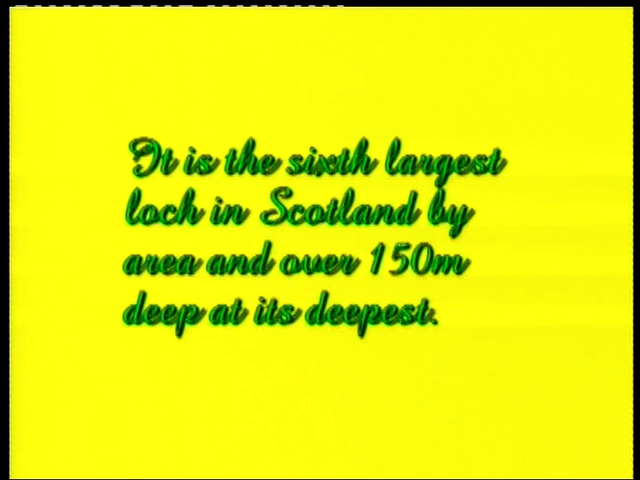 It is the sixth largest
loch in Scotland by
area and over 150m
deep at its deepest.